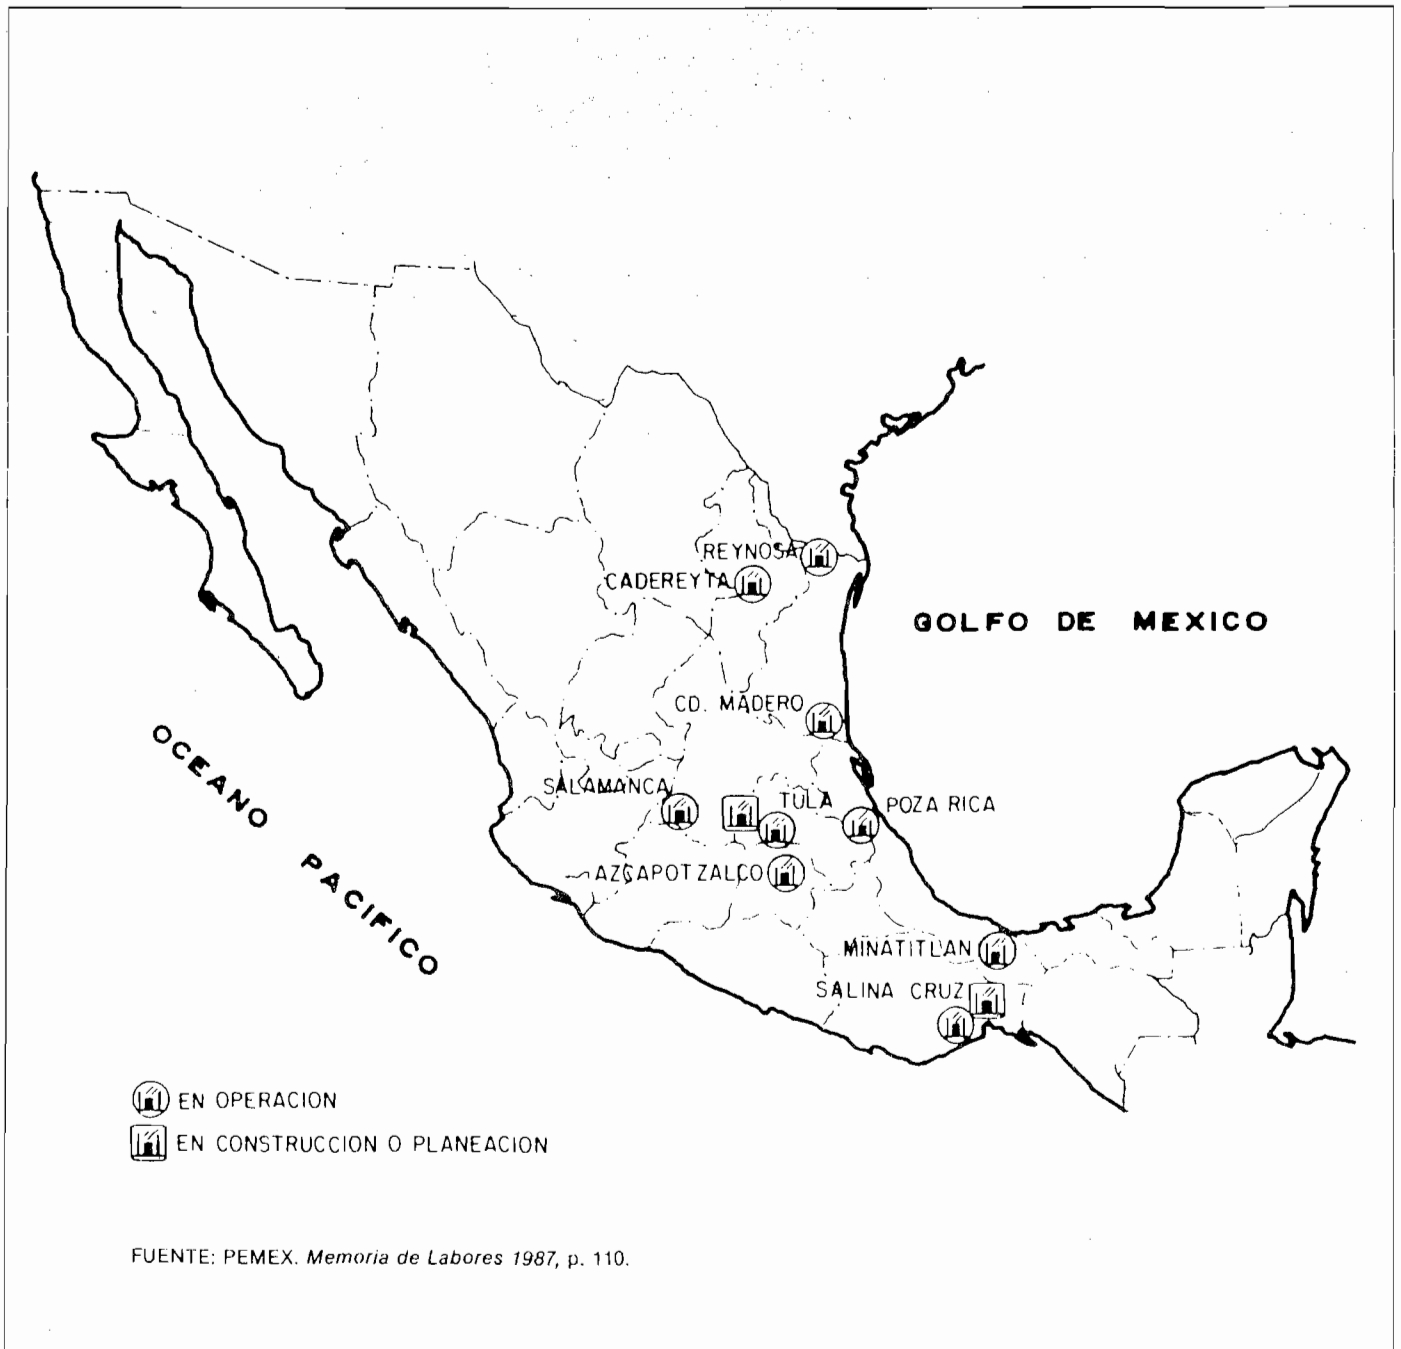 REYNOSA
CADEREYTA
GOLFO DE MEXICO
CD. MADERO
OCEANO PACIFICO
SALAMANCA
TULA
POZA RICA
AZCAPOTZALCO
MINATITLAN
SALINA CRUZ
EN OPERACION
EN CONSTRUCCION O PLANEACION
FUENTE: PEMEX. Memoria de Labores 1987, p. 110.